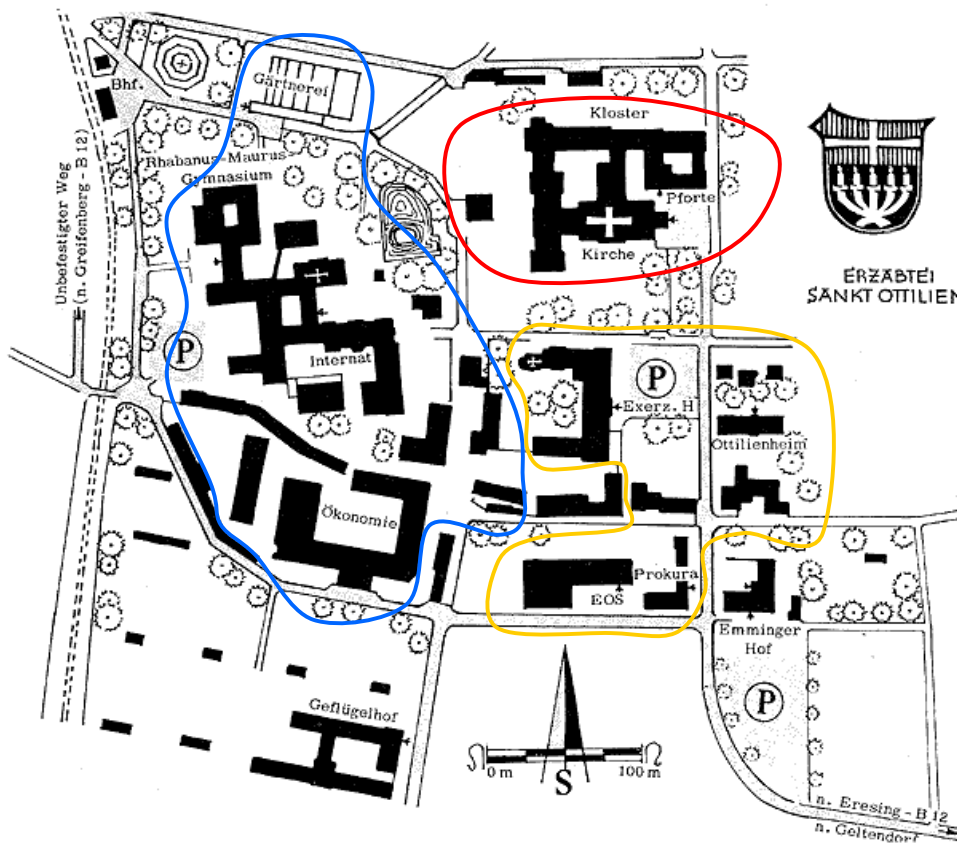 Bhf.
Gärtnerei
Kloster
Rhabanus-Maurus-
Gymnasium
Pforte
Kirche
Unbefestigter Weg
(n. Greifenberg - B 12)
ERZABTEI
SANKT OTTILIEN
P
Internat
P
Exerz. H
Ottilienheim
Ökonomie
Prokura
EOS
Emminger
Hof
P
Geflügelhof
0 m
100 m
S
n. Eresing - B 12
n. Geltendorf